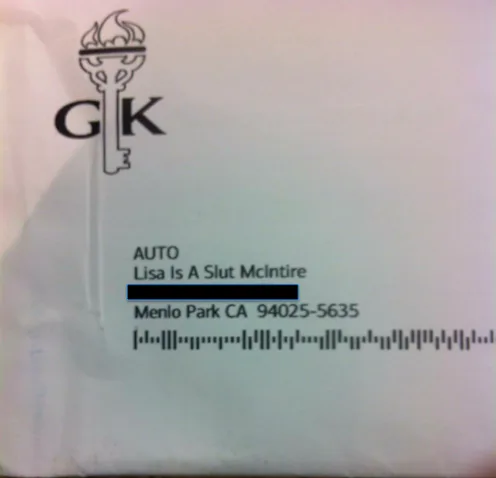 GK
AUTO
Lisa Is A Slut McIntire
Menlo Park CA 94025-5635